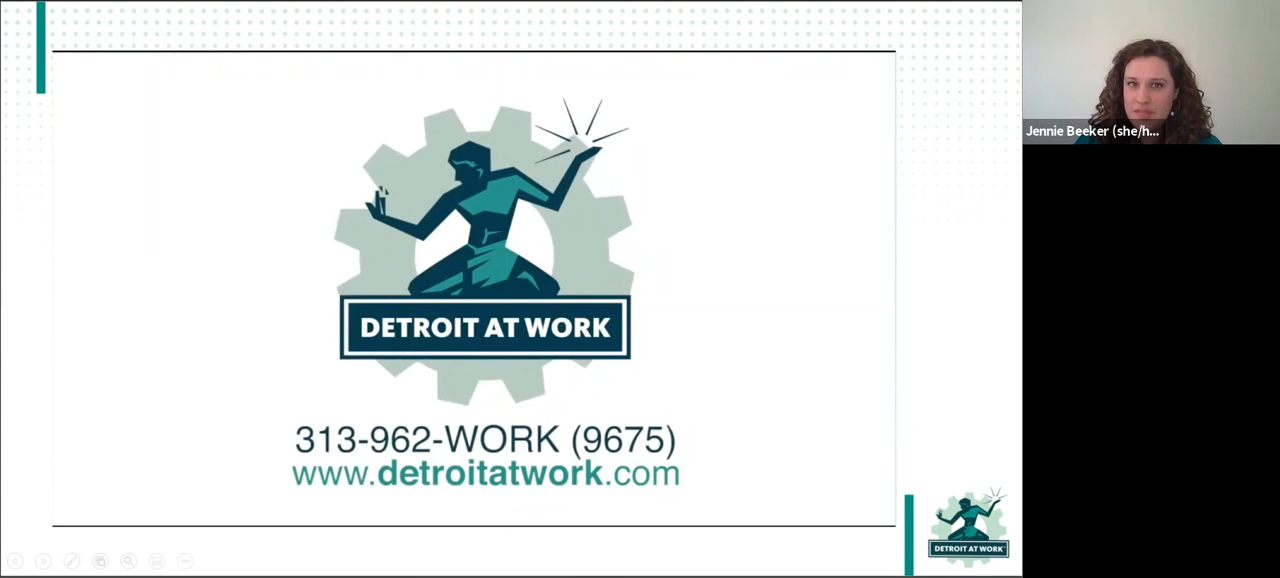 DETROIT AT WORK
313-962-WORK (9675)
www.detroitatwork.com
Jennie Beeker (she/h...
DETROIT AT WORK